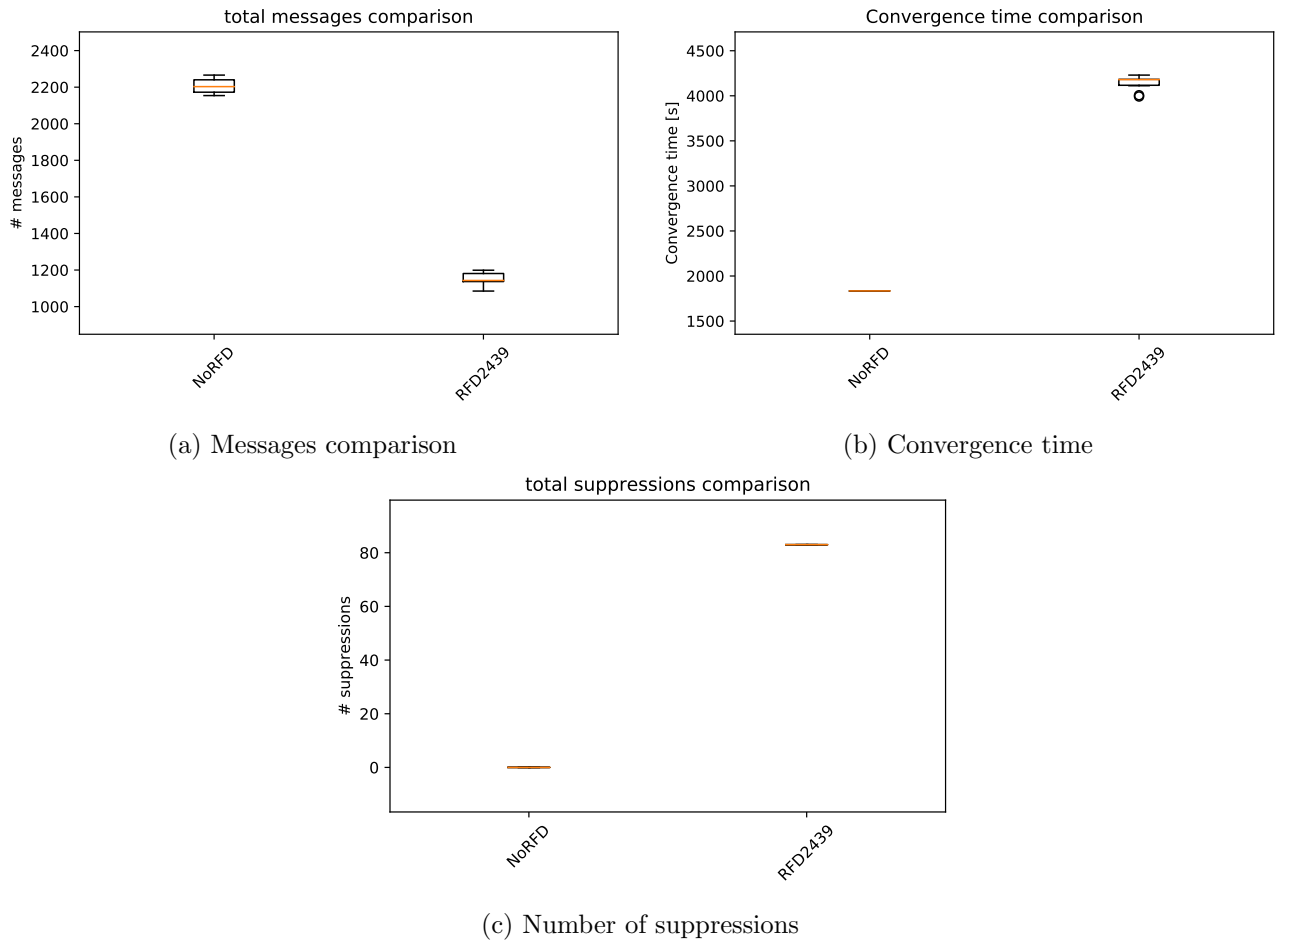 total messages comparison
2400
2200
2000
1800
1600
1400
1200
1000
# messages
NoRFD
RFD2439
(a) Messages comparison
Convergence time comparison
4500
4000
3500
3000
2500
2000
1500
Convergence time [s]
NoRFD
RFD2439
(b) Convergence time
total suppressions comparison
80
60
40
20
0
# suppressions
NoRFD
RFD2439
(c) Number of suppressions